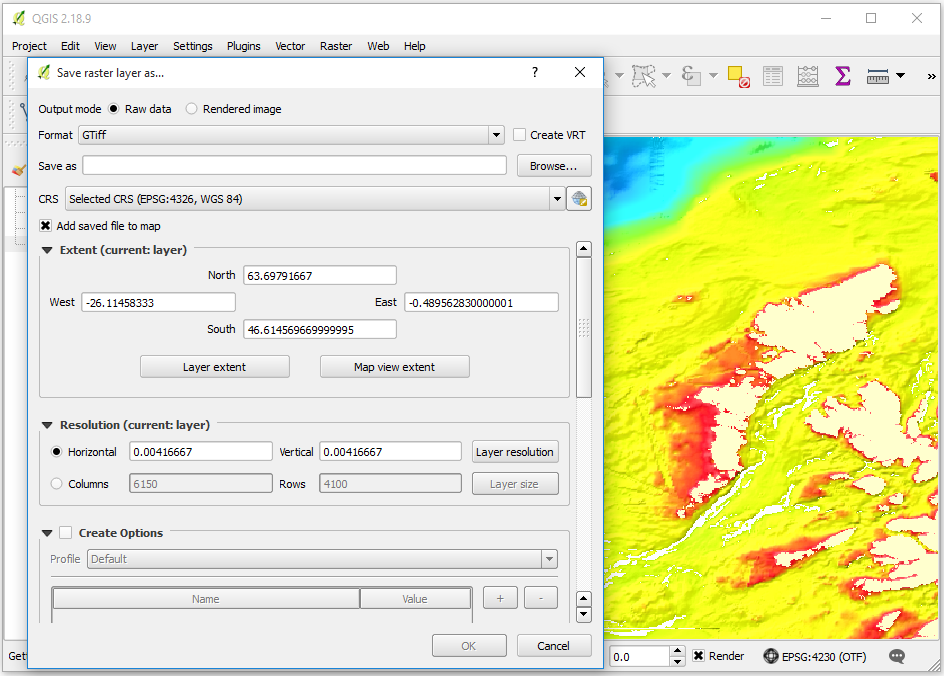 QGIS 2.18.9
Project Edit View Layer Settings Plugins Vector Raster Web Help
Save raster layer as... ?
»
Output mode Raw data Rendered image
Format GTiff Create VRT
Save as Browse...
CRS Selected CRS (EPSG:4326, WGS 84)
Add saved file to map
Extent (current: layer)
North 63.69791667
West -26.11458333 East -0.489562830000001
South 46.614569669999995
Layer extent Map view extent
Resolution (current: layer)
Horizontal 0.00416667 Vertical 0.00416667 Layer resolution
Columns 6150 Rows 4100 Layer size
Create Options
Profile Default
Name Value + -
OK Cancel
Get
0.0 Render EPSG:4230 (OTF)